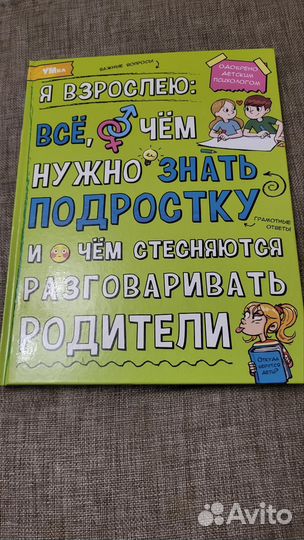 УМка
ВАЖНЫЕ ВОПРОСЫ
ОДОБРЕНО
ДЕТСКИМ
ПСИХОЛОГОМ
Я ВЗРОСЛЕЮ:
ВСЁ, О ЧЁМ
НУЖНО ЗНАТЬ
ПОДРОСТКУ
ГРАМОТНЫЕ
ОТВЕТЫ
И О ЧЁМ СТЕСНЯЮТСЯ
РАЗГОВАРИВАТЬ
РОДИТЕЛИ
ОТКУДА
БЕРУТСЯ
ДЕТИ?
Avito